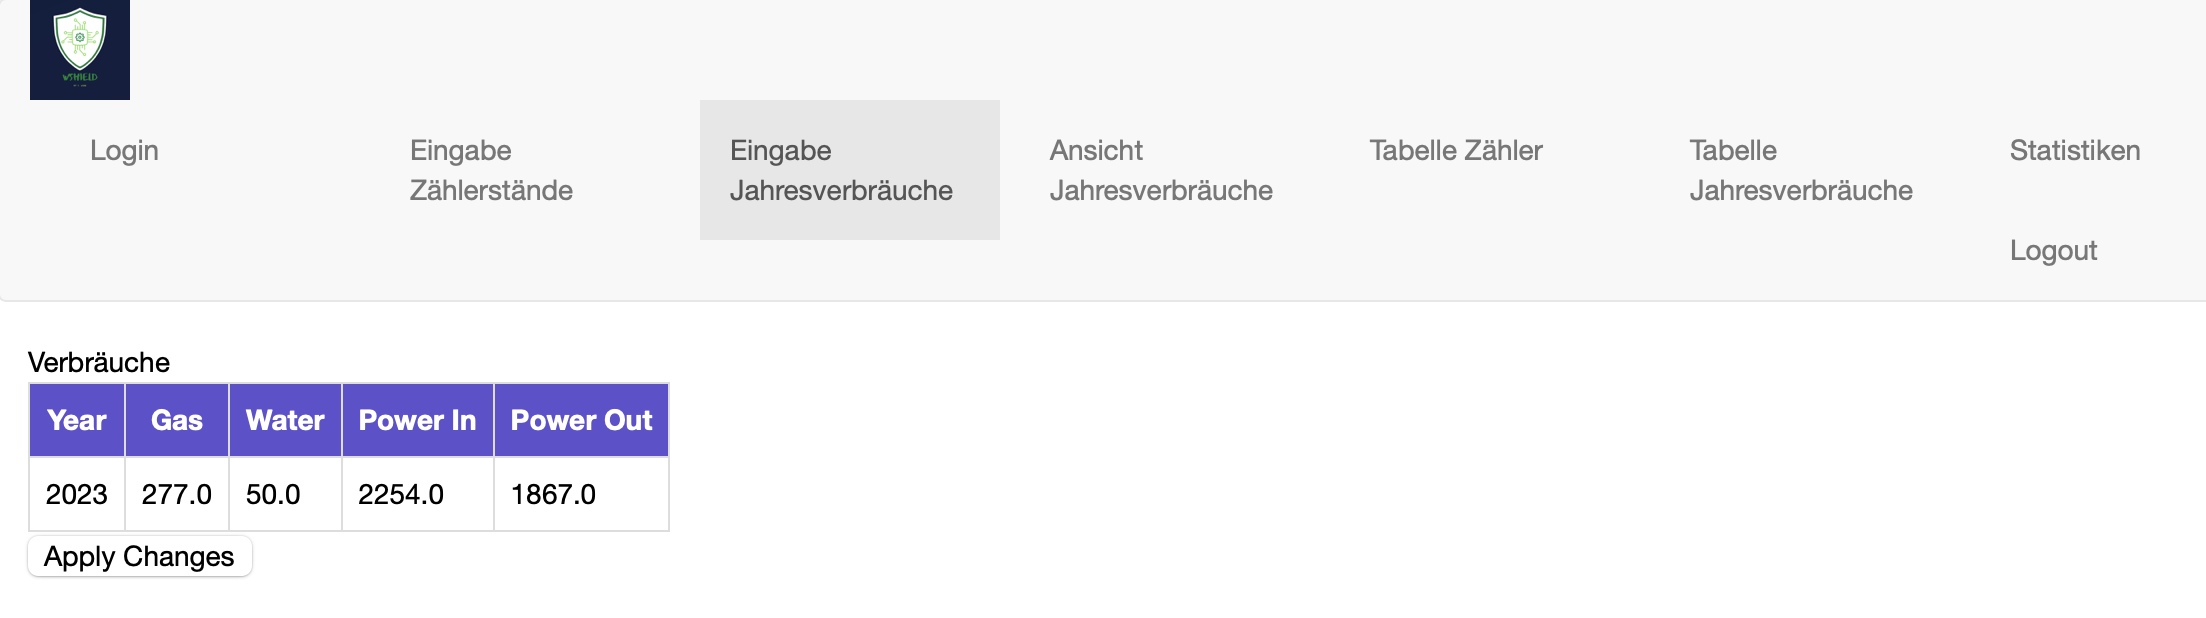 WSHIELD
Login
Eingabe
Zählerstände
Eingabe
Jahresverbräuche
Ansicht
Jahresverbräuche
Tabelle Zähler
Tabelle
Jahresverbräuche
Statistiken
Logout
Verbräuche
Year Gas Water Power In Power Out
2023 277.0 50.0 2254.0 1867.0
Apply Changes